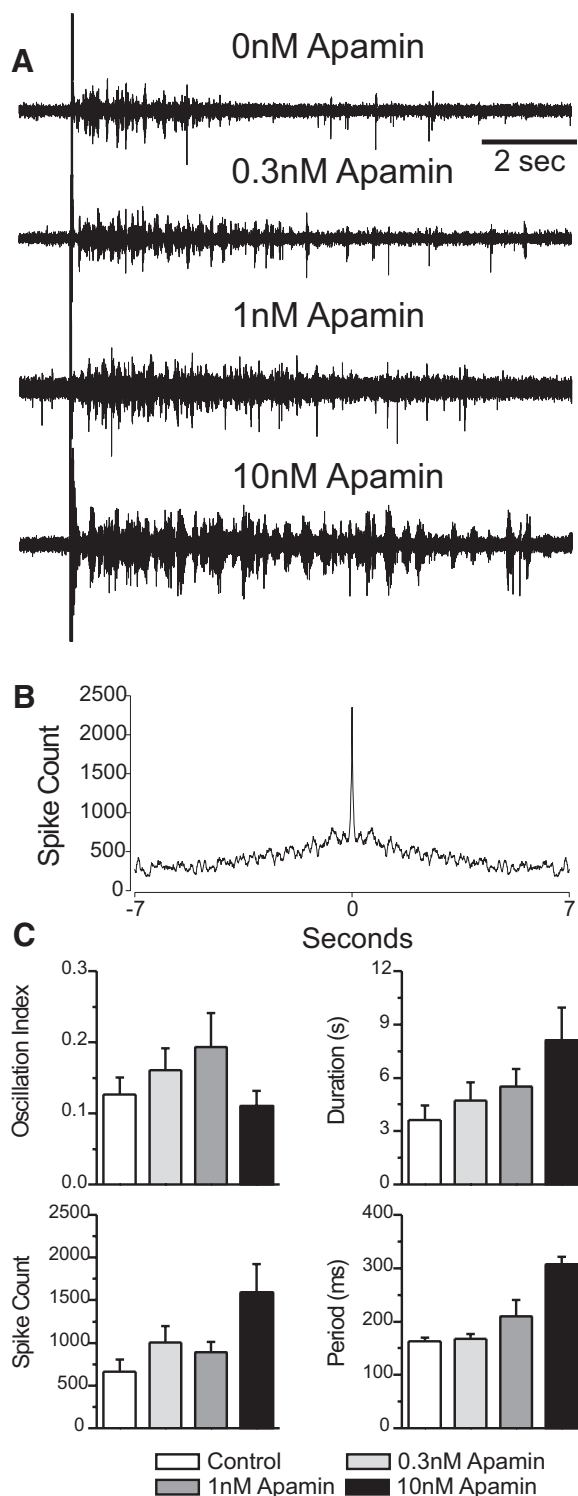 A
0nM Apamin
2 sec
0.3nM Apamin
1nM Apamin
10nM Apamin
B
Spike Count
2500
2000
1500
1000
500
0
-7
0
7
Seconds
C
Oscillation Index
0.3
0.2
0.1
0.0
Duration (s)
12
9
6
3
0
Spike Count
2500
2000
1500
1000
500
0
Period (ms)
400
300
200
100
0
Control
0.3nM Apamin
1nM Apamin
10nM Apamin